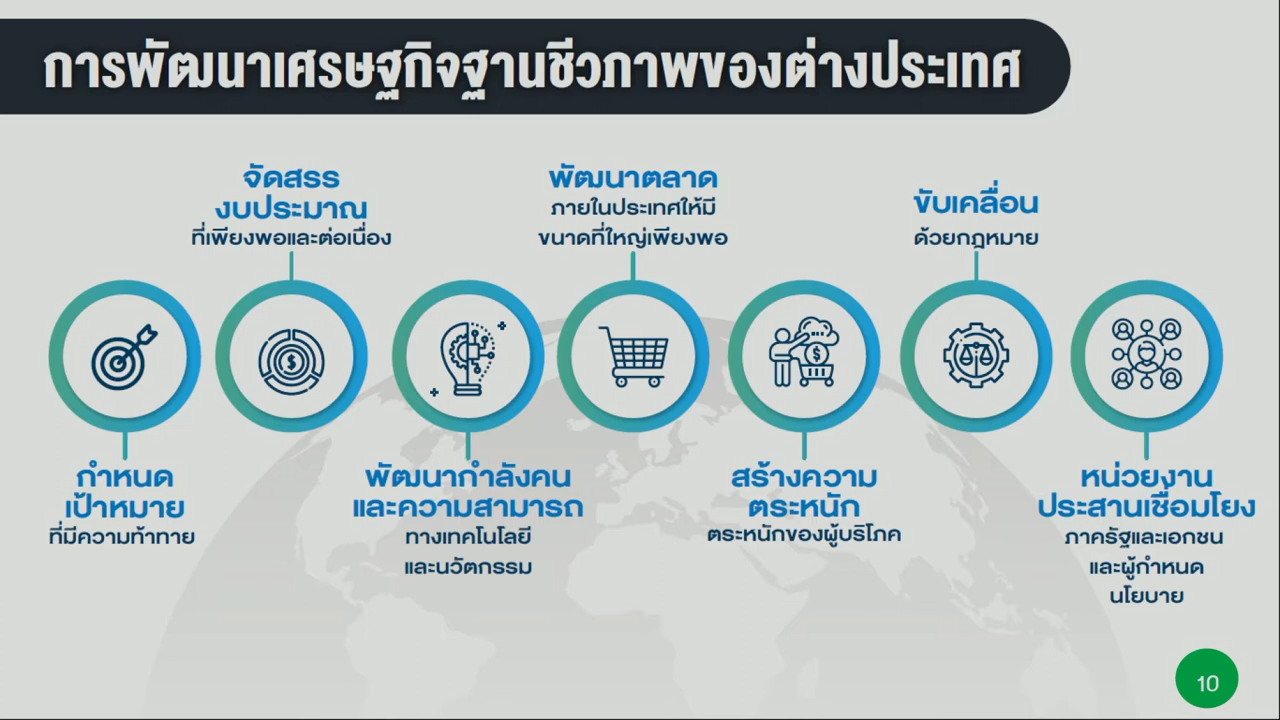 การพัฒนาเศรษฐกิจฐานชีวภาพของต่างประเทศ
กำหนด
เป้าหมาย
ที่มีความท้าทาย
จัดสรร
งบประมาณ
ที่เพียงพอและต่อเนื่อง
พัฒนากำลังคน
และความสามารถ
ทางเทคโนโลยี
และนวัตกรรม
พัฒนาตลาด
ภายในประเทศให้มี
ขนาดที่ใหญ่เพียงพอ
สร้างความ
ตระหนัก
ตระหนักของผู้บริโภค
ขับเคลื่อน
ด้วยกฎหมาย
หน่วยงาน
ประสานเชื่อมโยง
ภาครัฐและเอกชน
และผู้กำหนด
นโยบาย
10